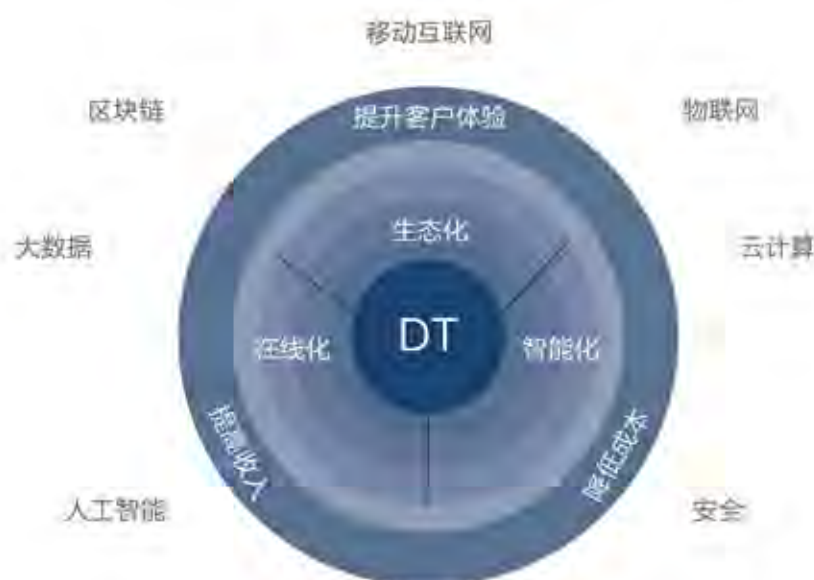 移动互联网
区块链
物联网
提升客户体验
大数据
生态化
云计算
DT
在线化
智能化
提高收入
降低成本
人工智能
安全